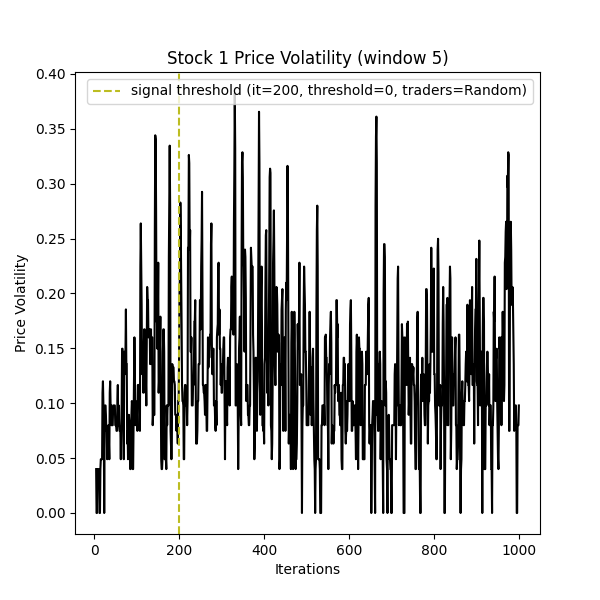 Stock 1 Price Volatility (window 5)
signal threshold (it=200, threshold=0, traders=Random)
Price Volatility
0.40
0.35
0.30
0.25
0.20
0.15
0.10
0.05
0.00
0 200 400 600 800 1000
Iterations